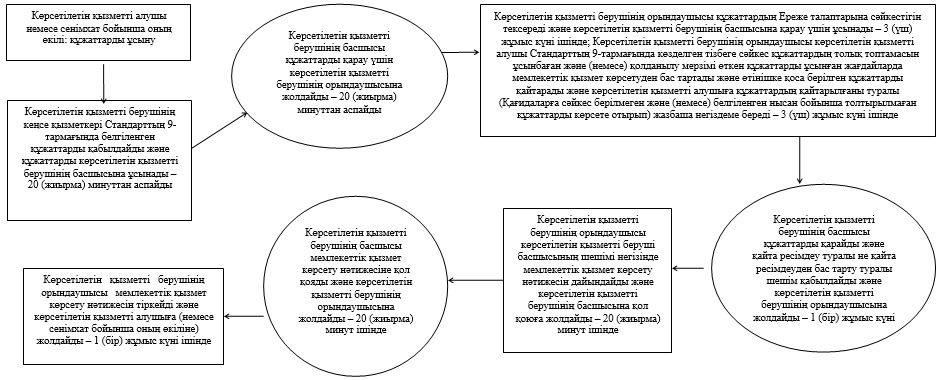 Көрсетілетін қызметті алушы
немесе сенімхат бойынша оның
өкілі: құжаттарды ұсыну
Көрсетілетін қызметті берушінің
кеңсе қызметкері Стандарттың 9-
тармағында белгіленген
құжаттарды қабылдайды және
құжаттарды көрсетілетін қызметті
берушінің басшысына ұсынады –
20 (жиырма) минуттан аспайды
Көрсетілетін қызметті
берушінің басшысы
құжаттарды қарау үшін
көрсетілетін қызметті
берушінің орындаушысына
жолдайды – 20 (жиырма)
минуттан аспайды
Көрсетілетін қызметті берушінің орындаушысы құжаттардың Ереже талаптарына сәйкестігін
тексереді және көрсетілетін қызметті берушінің басшысына қарау үшін ұсынады – 3 (үш)
жұмыс күні ішінде; Көрсетілетін қызметті берушінің орындаушысы көрсетілетін қызметті
алушы Стандарттың 9-тармағында көзделген тізбеге сәйкес құжаттардың толық топтамасын
ұсынбаған және (немесе) қолданылу мерзімі өткен құжаттарды ұсынған жағдайларда
мемлекеттік қызмет көрсетуден бас тартады және өтінішке қоса берілген құжаттарды
қайтарады және көрсетілетін қызметті алушыға құжаттардың қайтарылғаны туралы
(Қағидаларға сәйкес берілмеген және (немесе) белгіленген нысан бойынша толтырылмаған
құжаттарды көрсете отырып) жазбаша негіздеме береді – 3 (үш) жұмыс күні ішінде
Көрсетілетін қызметті
берушінің басшысы
құжаттарды қарайды және
қайта ресімдеу туралы не қайта
ресімдеуден бас тарту туралы
шешім қабылдайды және
көрсетілетін қызметті
берушінің орындаушысына
жолдайды – 1 (бір) жұмыс күні
Көрсетілетін қызметті
берушінің орындаушысы
көрсетілетін қызметті беруші
басшысының шешімі негізінде
мемлекеттік қызмет көрсету
нәтижесін дайындайды және
көрсетілетін қызметті
берушінің басшысына қол
қоюға жолдайды – 20 (жиырма)
минут ішінде
Көрсетілетін қызметті
берушінің басшысы
мемлекеттік қызмет
көрсету нәтижесіне қол
қояды және көрсетілетін
қызметті берушінің
орындаушысына
жолдайды – 20 (жиырма)
минут ішінде
Көрсетілетін қызметті берушінің
орындаушысы мемлекеттік қызмет
көрсету нәтижесін тіркейді және
көрсетілетін қызметті алушыға (немесе
сенімхат бойынша оның өкіліне)
жолдайды – 1 (бір) жұмыс күні ішінде